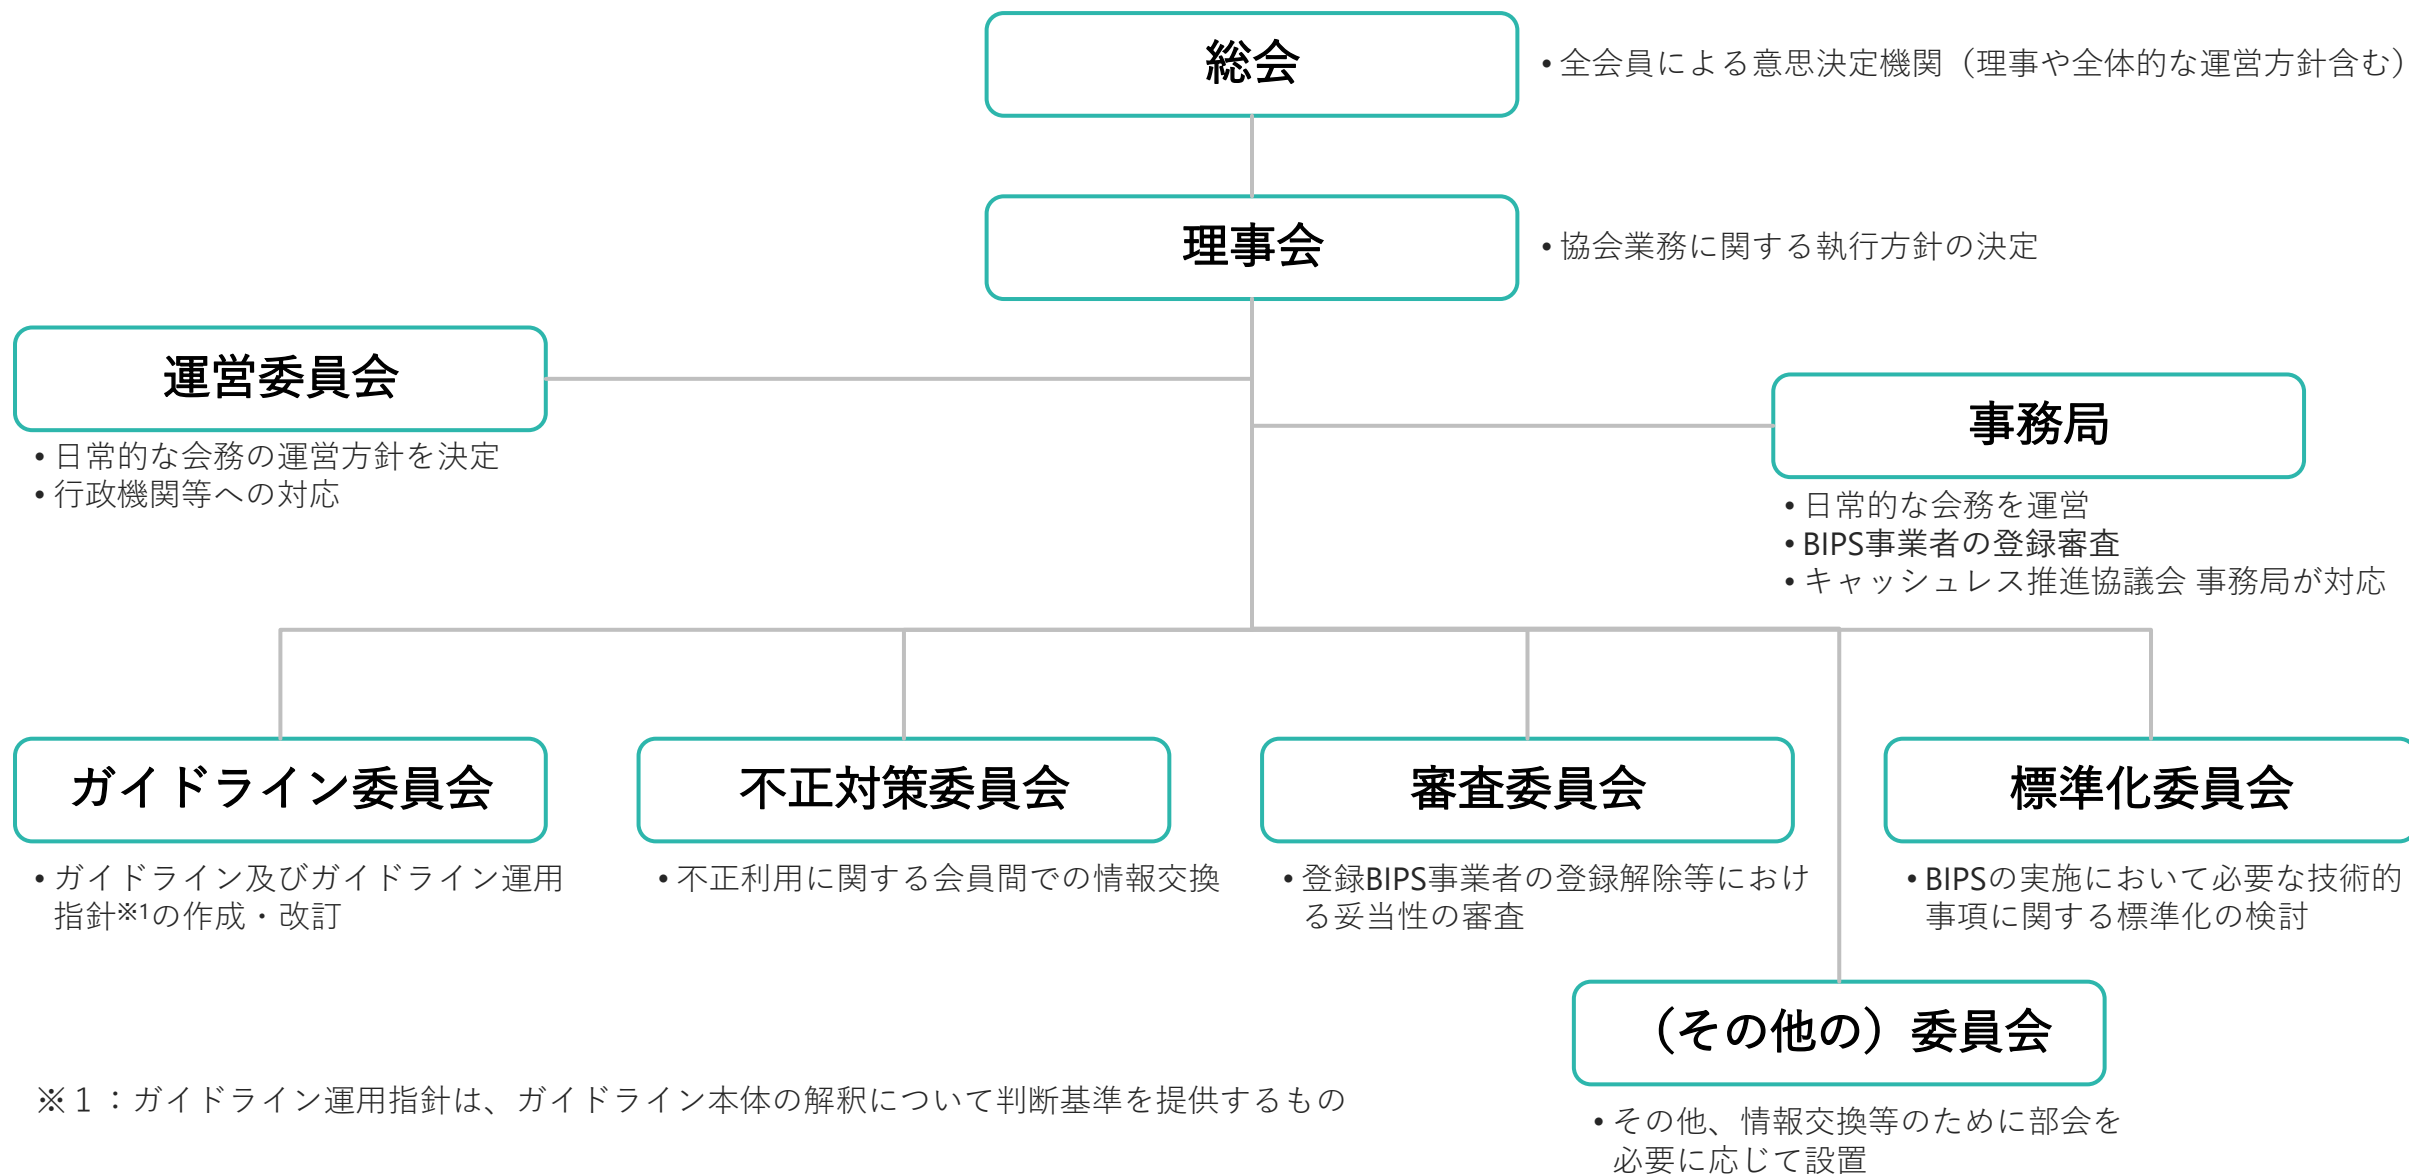 総会
• 全会員による意思決定機関（理事や全体的な運営方針含む）
理事会
• 協会業務に関する執行方針の決定
運営委員会
• 日常的な会務の運営方針を決定
• 行政機関等への対応
事務局
• 日常的な会務を運営
• BIPS事業者の登録審査
• キャッシュレス推進協議会 事務局が対応
ガイドライン委員会
• ガイドライン及びガイドライン運用
指針※1の作成・改訂
不正対策委員会
• 不正利用に関する会員間での情報交換
審査委員会
• 登録BIPS事業者の登録解除等におけ
る妥当性の審査
標準化委員会
• BIPSの実施において必要な技術的
事項に関する標準化の検討
（その他の）委員会
• その他、情報交換等のために部会を
必要に応じて設置
※１：ガイドライン運用指針は、ガイドライン本体の解釈について判断基準を提供するもの